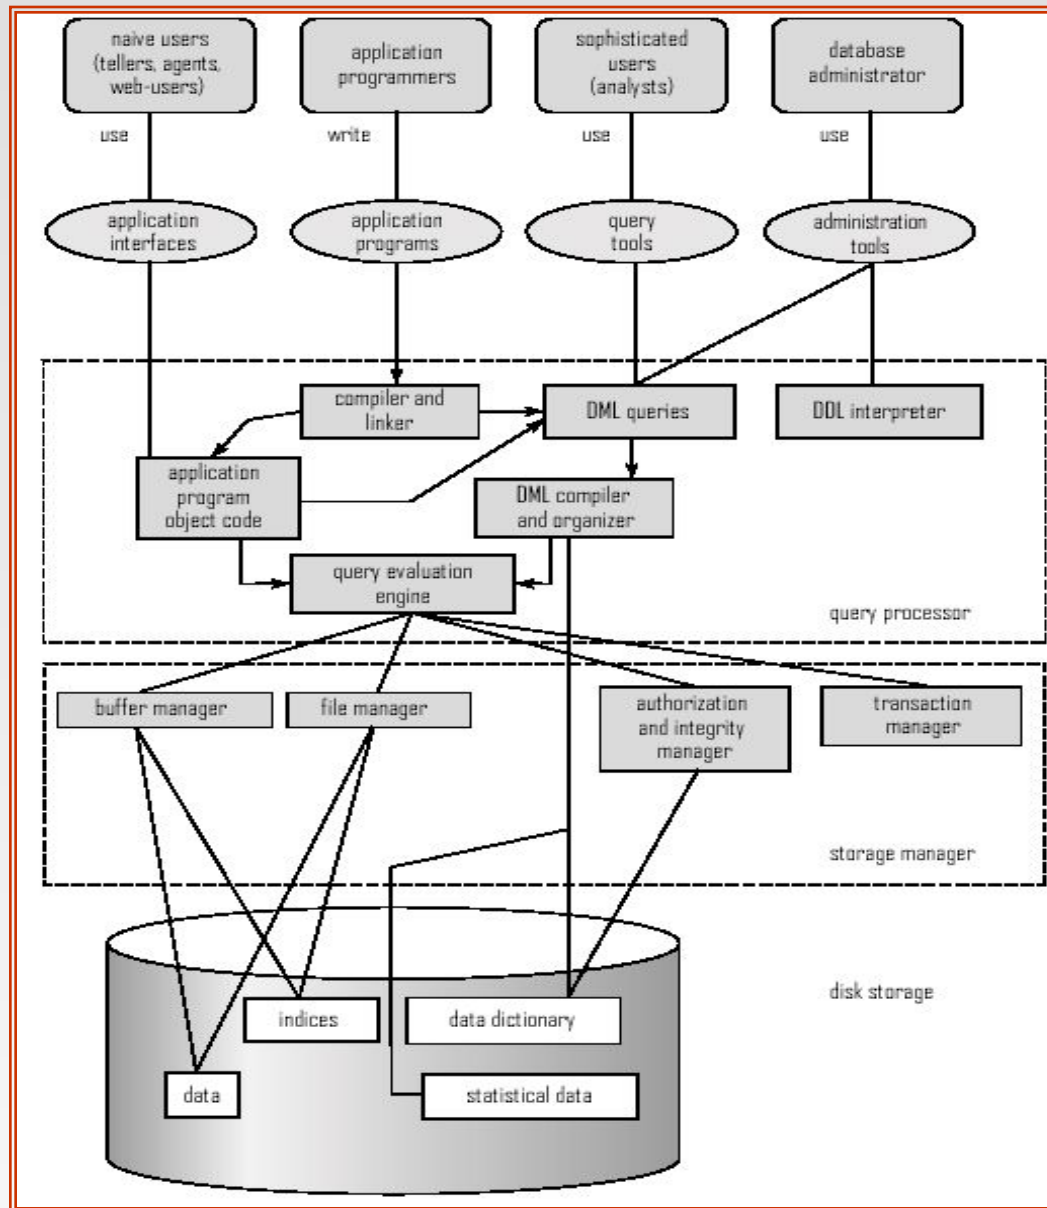 naive users
(tellers, agents,
web-users)
application
programmers
sophisticated
users
(analysts)
database
administrator
use
write
use
use
application
interfaces
application
programs
query
tools
administration
tools
compiler and
linker
DML queries
DDL interpreter
application
program
object code
DML compiler
and organizer
query evaluation
engine
query processor
buffer manager
file manager
authorization
and integrity
manager
transaction
manager
storage manager
disk storage
indices
data dictionary
data
statistical data